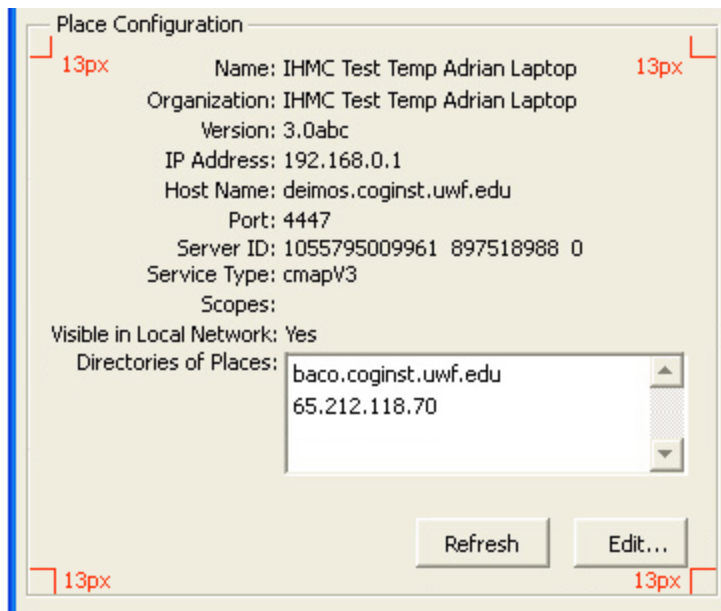 Place Configuration
13px
13px
Name: IHMC Test Temp Adrian Laptop
Organization: IHMC Test Temp Adrian Laptop
Version: 3.0abc
IP Address: 192.168.0.1
Host Name: deimos.coginst.uwf.edu
Port: 4447
Server ID: 1055795009961 897518988 0
Service Type: cmapV3
Scopes:
Visible in Local Network: Yes
Directories of Places:
baco.coginst.uwf.edu
65.212.118.70
Refresh
Edit...
13px
13px